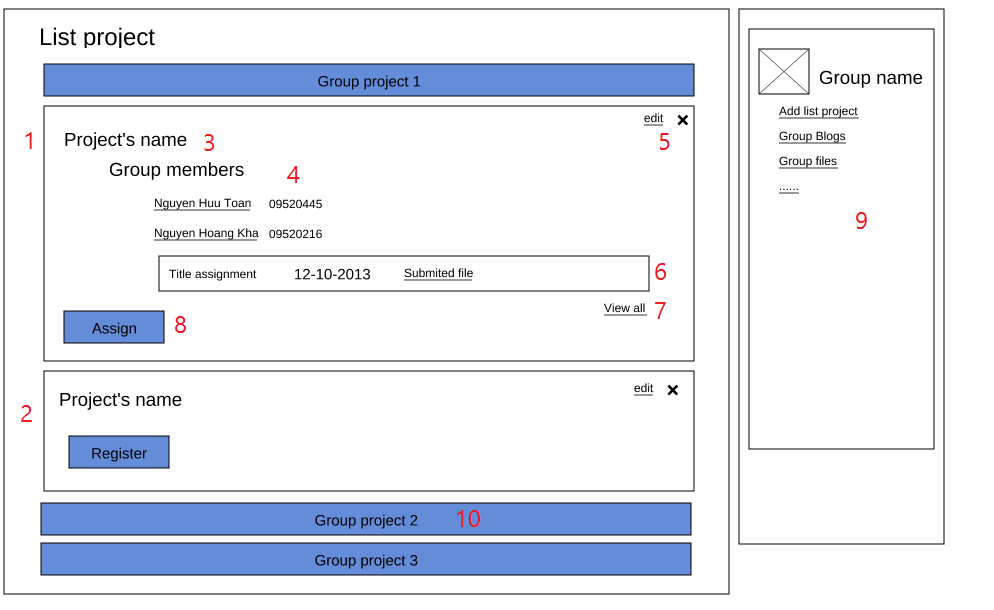 List project
Group project 1
1
edit
Project's name 3
5
Group members 4
Nguyen Huu Toan 09520445
Nguyen Hoang Kha 09520216
Title assignment 12-10-2013 Submited file 6
View all 7
Assign 8
2
edit
Project's name
Register
Group project 2 10
Group project 3
Group name
Add list project
Group Blogs
Group files
......
9